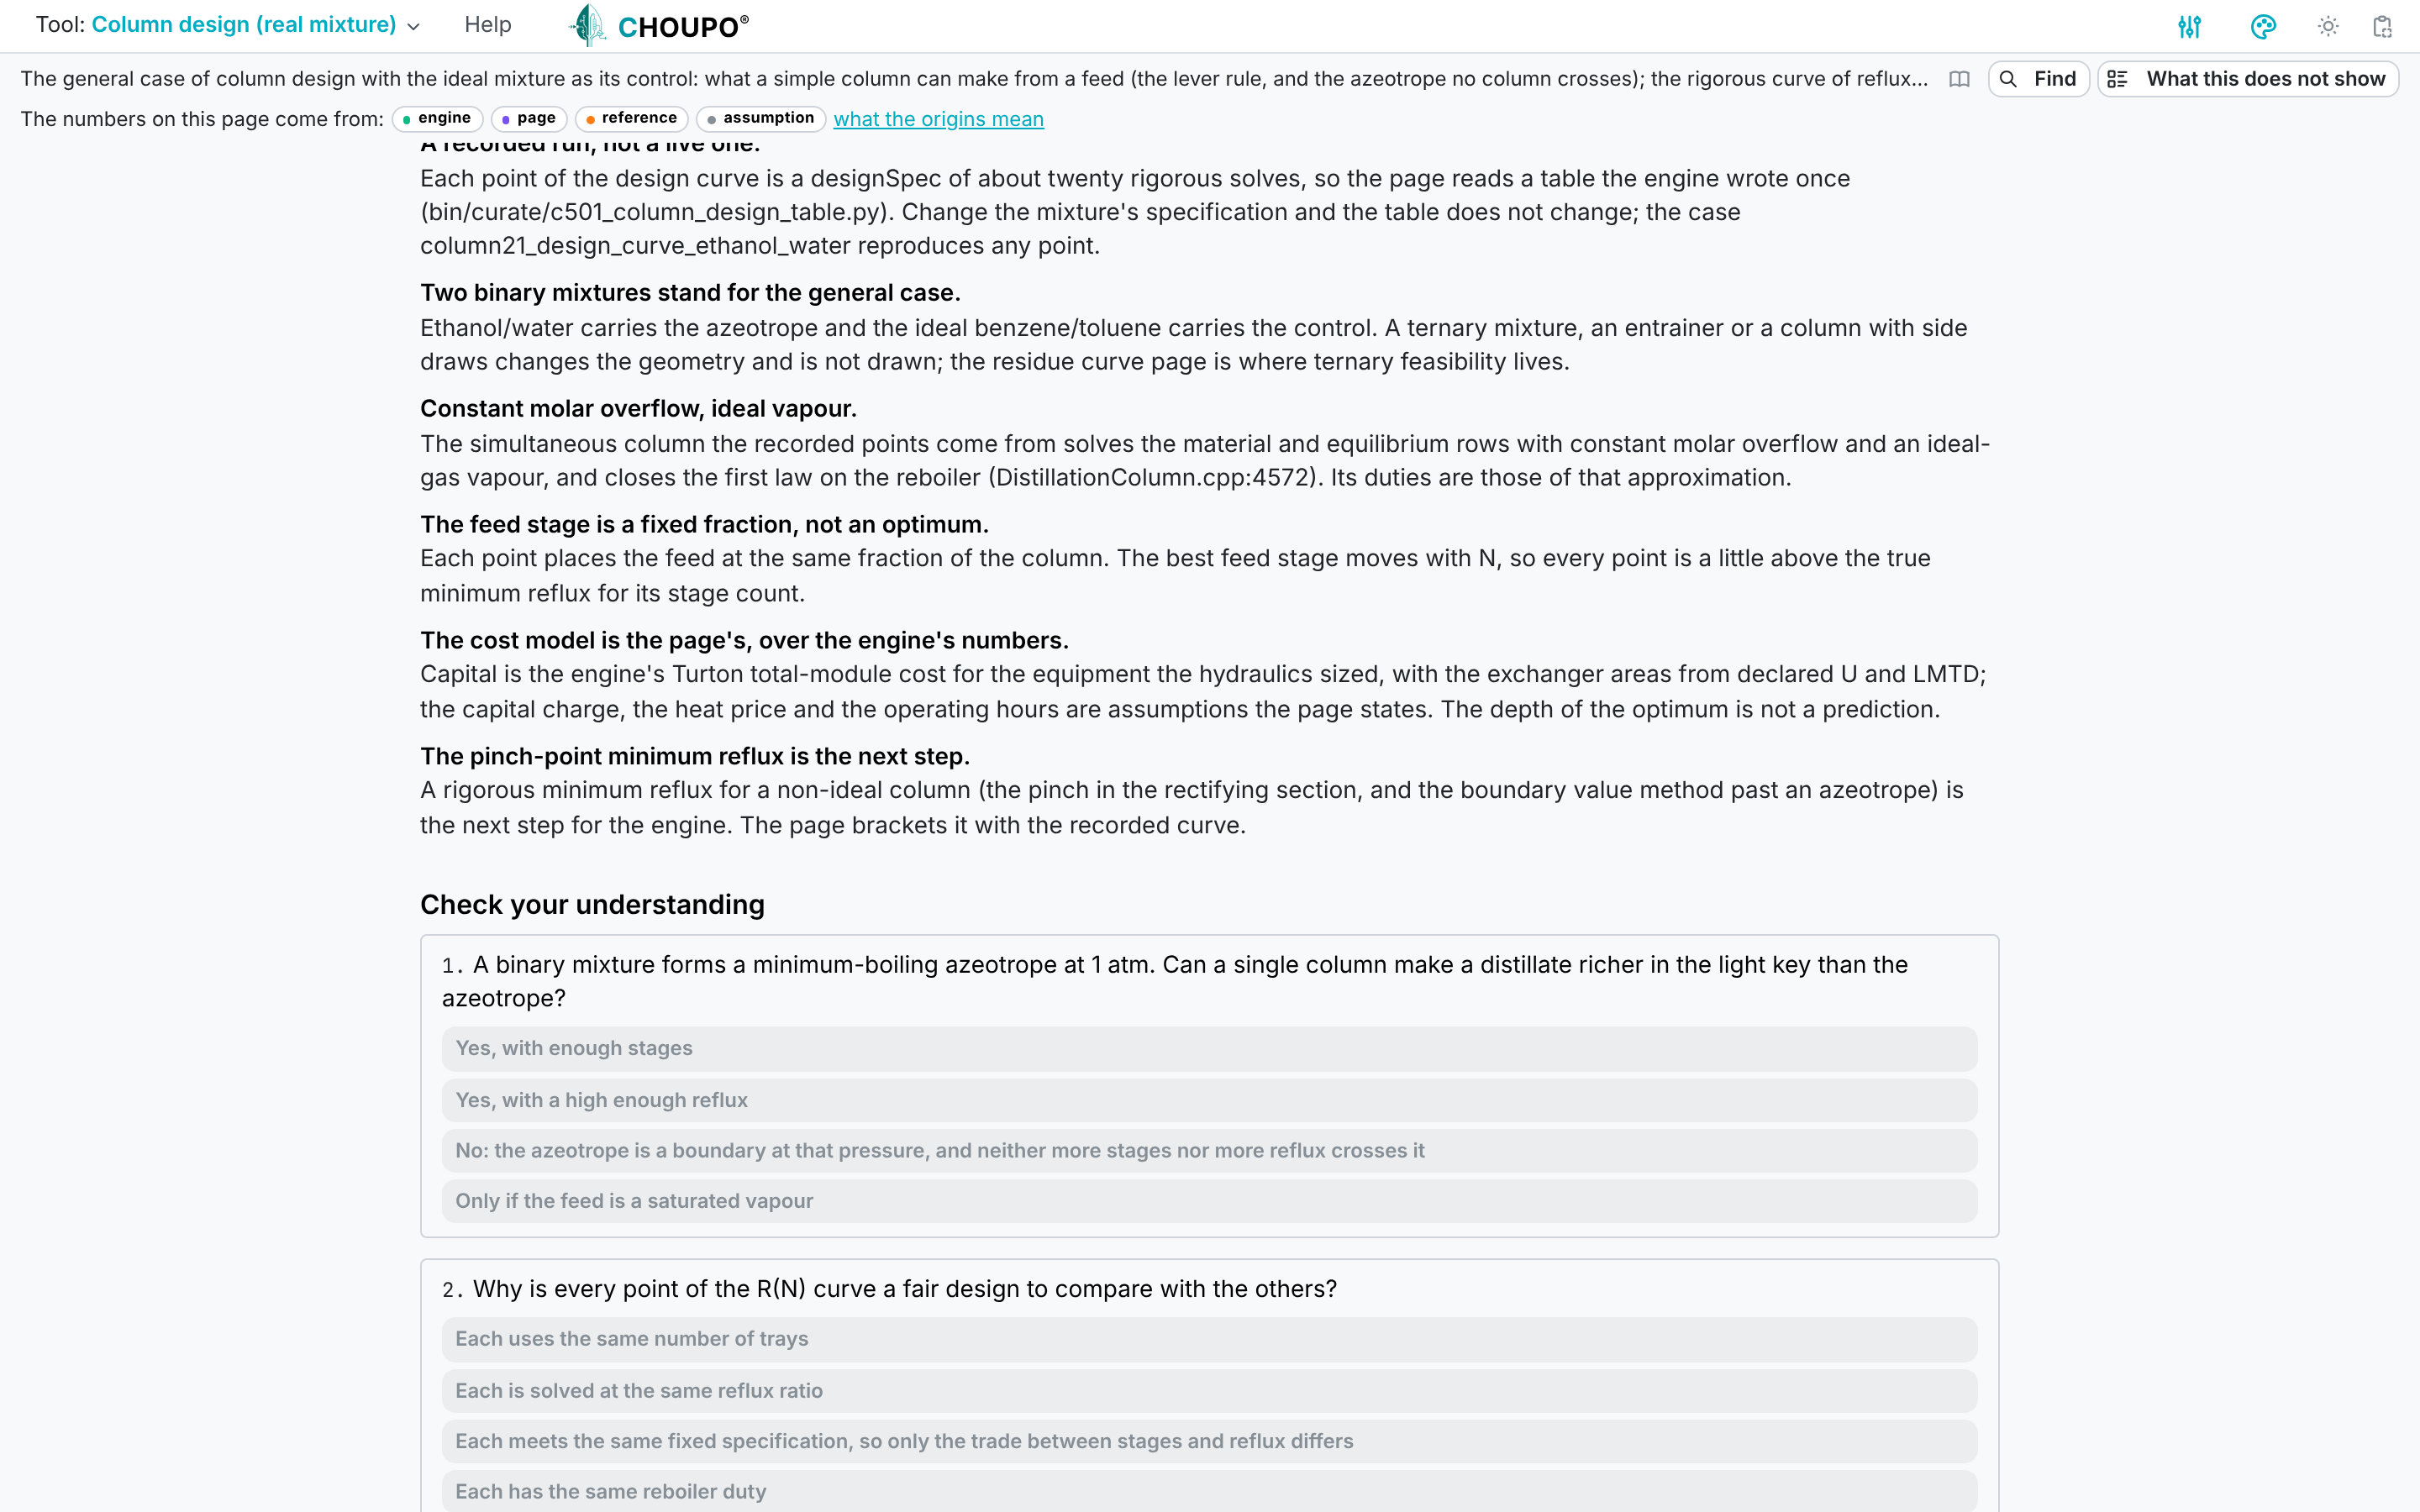 Tool: Column design (real mixture)
Help
CHOUPO®
The general case of column design with the ideal mixture as its control: what a simple column can make from a feed (the lever rule, and the azeotrope no column crosses); the rigorous curve of reflux...
Find
What this does not show
The numbers on this page come from: engine page reference assumption what the origins mean
A recorded run, not a live one.
Each point of the design curve is a designSpec of about twenty rigorous solves, so the page reads a table the engine wrote once
(bin/curate/c501_column_design_table.py). Change the mixture's specification and the table does not change; the case
column21_design_curve_ethanol_water reproduces any point.
Two binary mixtures stand for the general case.
Ethanol/water carries the azeotrope and the ideal benzene/toluene carries the control. A ternary mixture, an entrainer or a column with side
draws changes the geometry and is not drawn; the residue curve page is where ternary feasibility lives.
Constant molar overflow, ideal vapour.
The simultaneous column the recorded points come from solves the material and equilibrium rows with constant molar overflow and an ideal-
gas vapour, and closes the first law on the reboiler (DistillationColumn.cpp:4572). Its duties are those of that approximation.
The feed stage is a fixed fraction, not an optimum.
Each point places the feed at the same fraction of the column. The best feed stage moves with N, so every point is a little above the true
minimum reflux for its stage count.
The cost model is the page's, over the engine's numbers.
Capital is the engine's Turton total-module cost for the equipment the hydraulics sized, with the exchanger areas from declared U and LMTD;
the capital charge, the heat price and the operating hours are assumptions the page states. The depth of the optimum is not a prediction.
The pinch-point minimum reflux is the next step.
A rigorous minimum reflux for a non-ideal column (the pinch in the rectifying section, and the boundary value method past an azeotrope) is
the next step for the engine. The page brackets it with the recorded curve.
Check your understanding
1. A binary mixture forms a minimum-boiling azeotrope at 1 atm. Can a single column make a distillate richer in the light key than the
azeotrope?
Yes, with enough stages
Yes, with a high enough reflux
No: the azeotrope is a boundary at that pressure, and neither more stages nor more reflux crosses it
Only if the feed is a saturated vapour
2. Why is every point of the R(N) curve a fair design to compare with the others?
Each uses the same number of trays
Each is solved at the same reflux ratio
Each meets the same fixed specification, so only the trade between stages and reflux differs
Each has the same reboiler duty